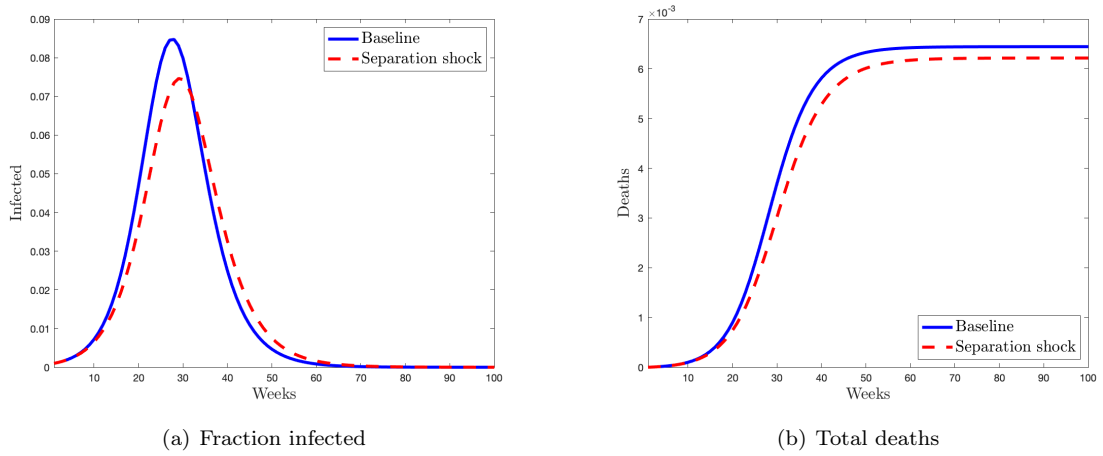 0.09
0.08
0.07
0.06
0.05
0.04
0.03
0.02
0.01
0
Infected
10 20 30 40 50 60 70 80 90 100
Weeks
Baseline
Separation shock
(a) Fraction infected
×10⁻³
7
6
5
4
3
2
1
0
Deaths
10 20 30 40 50 60 70 80 90 100
Weeks
Baseline
Separation shock
(b) Total deaths